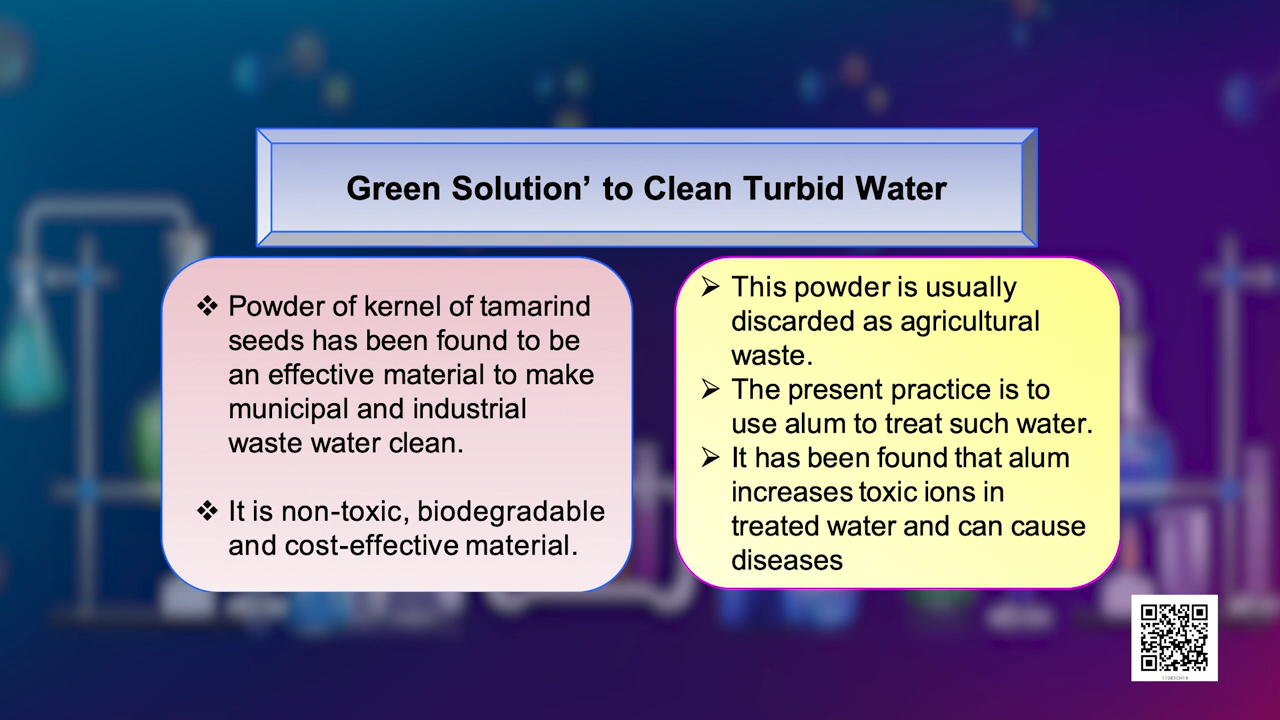 Green Solution’ to Clean Turbid Water
❖ Powder of kernel of tamarind
seeds has been found to be
an effective material to make
municipal and industrial
waste water clean.
❖ It is non-toxic, biodegradable
and cost-effective material.
➢ This powder is usually
discarded as agricultural
waste.
➢ The present practice is to
use alum to treat such water.
➢ It has been found that alum
increases toxic ions in
treated water and can cause
diseases